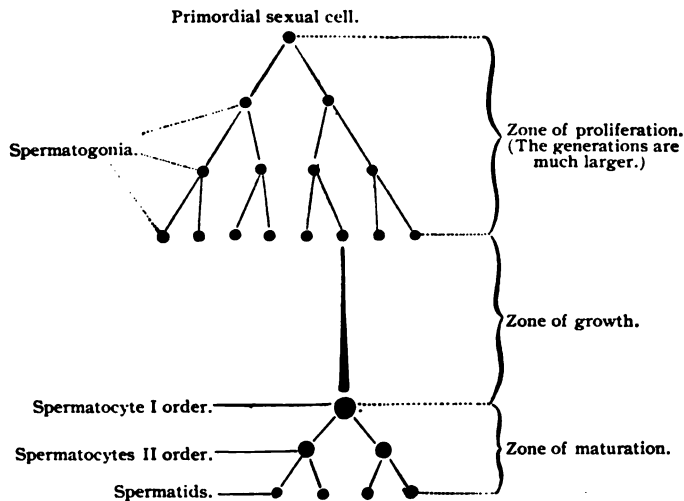 Primordial sexual cell.
Zone of proliferation.
(The generations are
much larger.)
Spermatogonia.
Zone of growth.
Spermatocyte I order.
Spermatocytes II order.
Zone of maturation.
Spermatids.